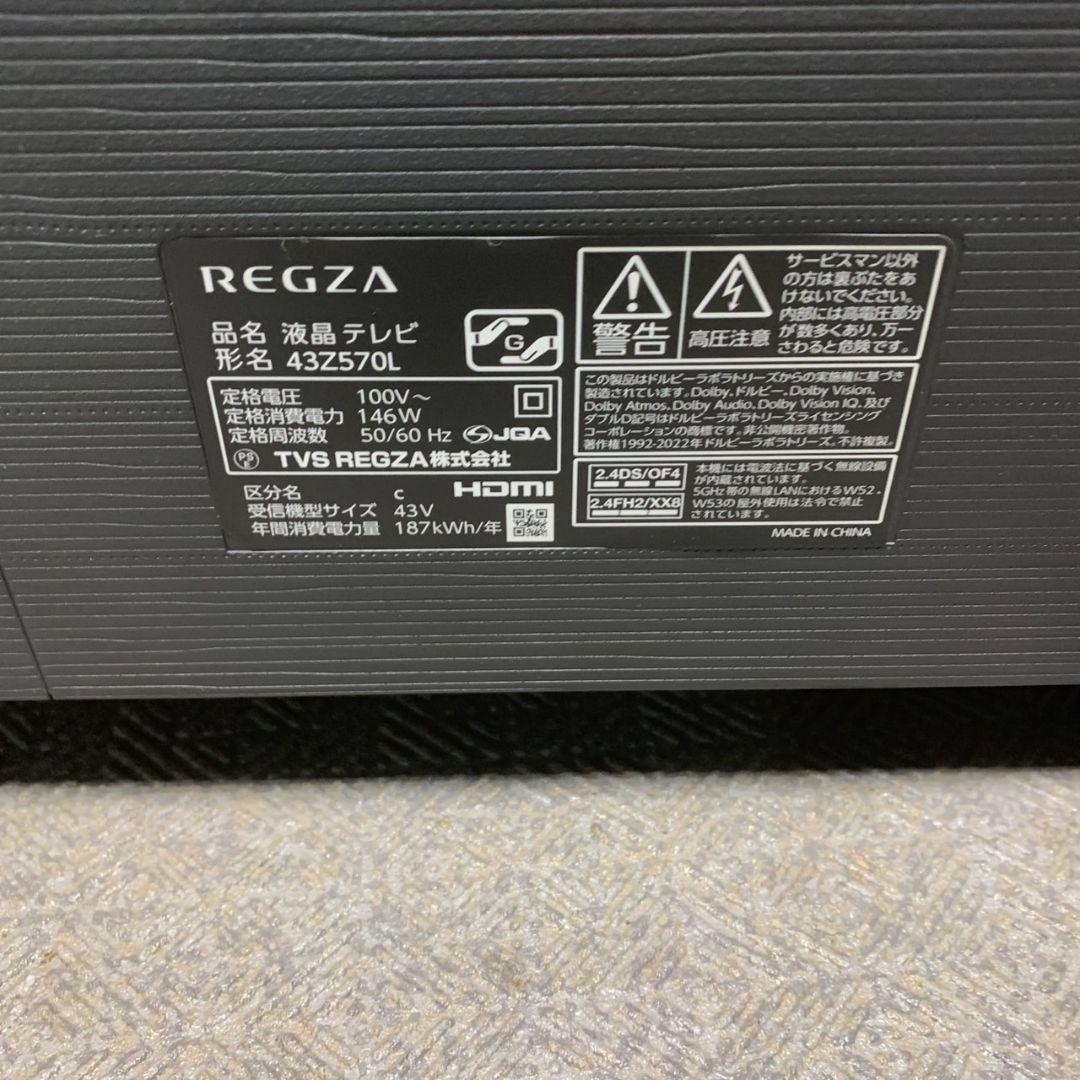 REGZA
品名 液晶テレビ
形名 43Z570L
G
定格電圧 100V～
定格消費電力 146W
定格周波数 50/60 Hz JQA
PS E TVS REGZA株式会社
区分名 c HDMI
受信機型サイズ 43V
年間消費電力量 187kWh/年
警告
高圧注意
サービスマン以外
の方は裏ぶたをあ
けないでください。
内部には高電圧部分
が数多くあり、万一
さわると危険です。
この製品はドルビーラボラトリーズからの実施権に基づき
製造されています。Dolby、ドルビー、Dolby Vision、
Dolby Atmos、Dolby Audio、Dolby Vision IQ、及び
ダブルD記号はドルビーラボラトリーズライセンシング
コーポレーションの商標です。非公開機密著作物。
著作権1992-2022年ドルビーラボラトリーズ。不許複製。
2.4DS/OF4
2.4FH2/XX8
本機には電波法に基づく無線設備
が内蔵されています。
5GHz帯の無線LANにおけるW52、
W53の屋外使用は法令で禁止
されています。
MADE IN CHINA